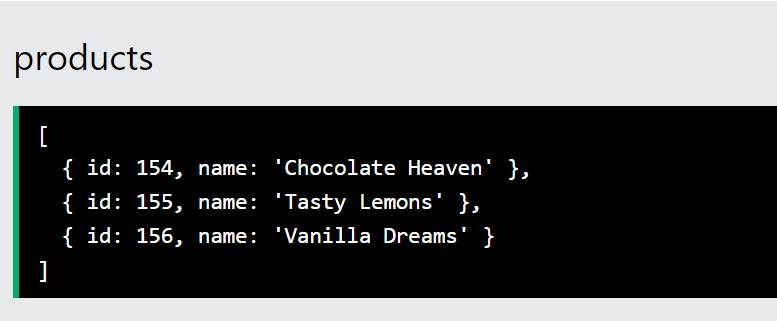 products
[
  { id: 154, name: 'Chocolate Heaven' },
  { id: 155, name: 'Tasty Lemons' },
  { id: 156, name: 'Vanilla Dreams' }
]